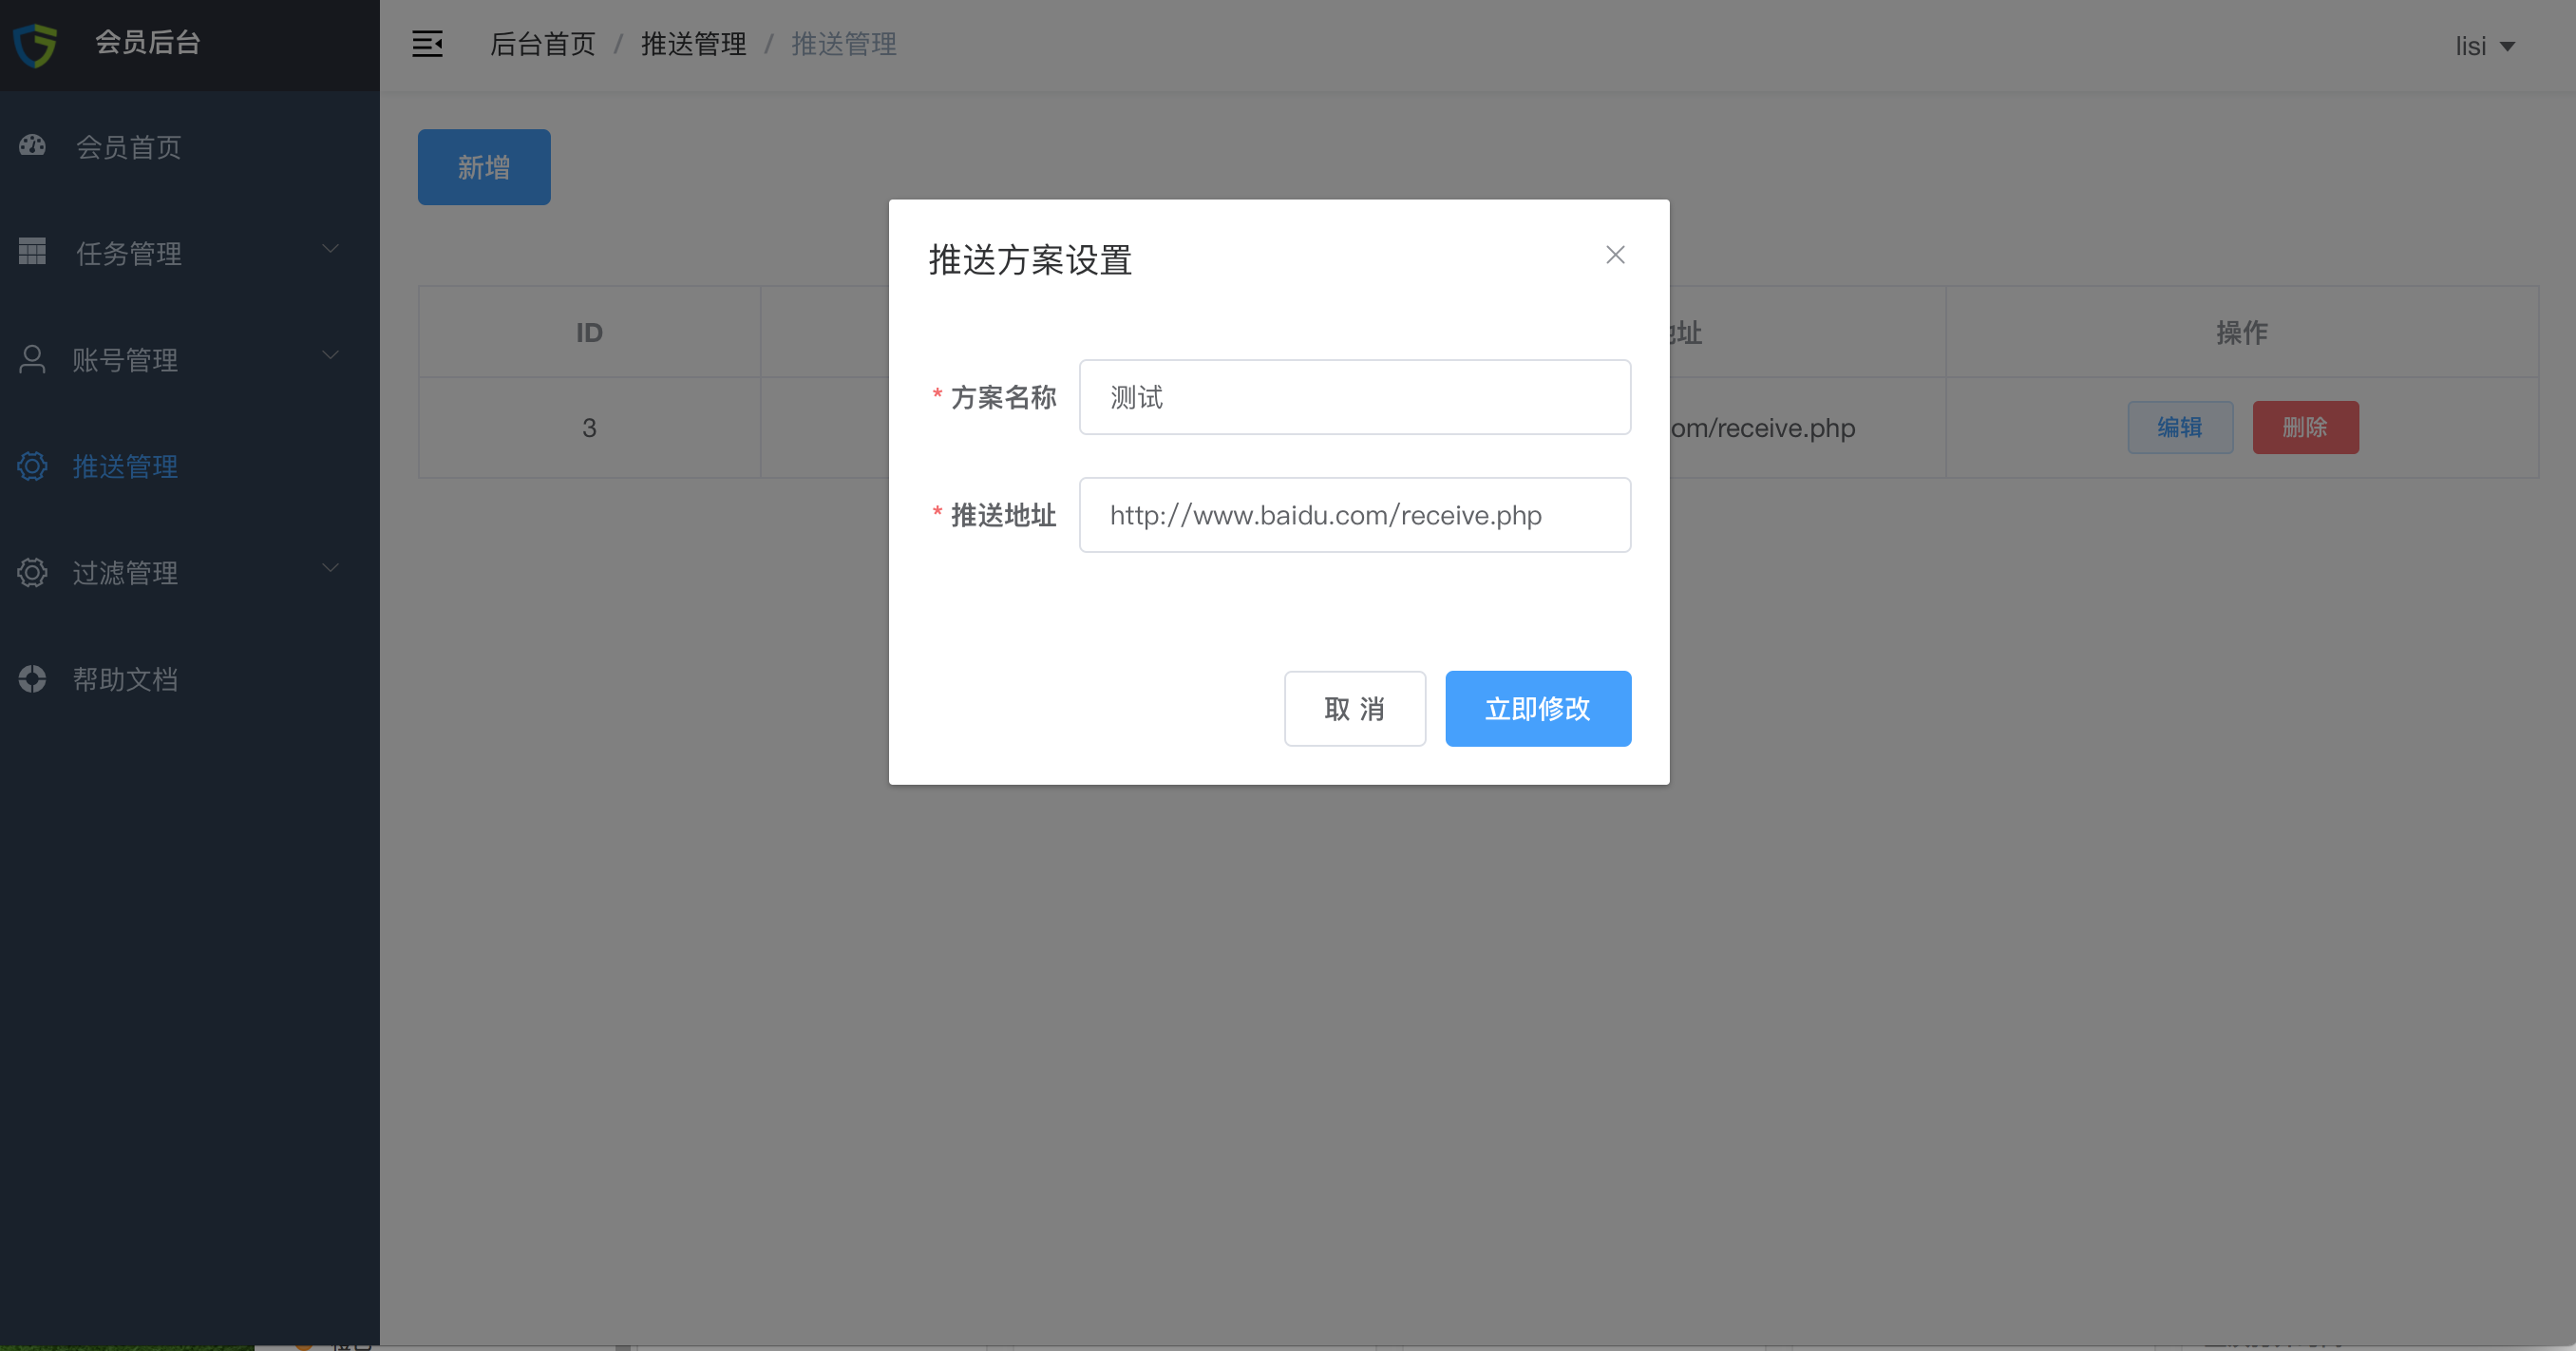 会员后台
后台首页 / 推送管理 / 推送管理
lisi
会员首页
任务管理
账号管理
推送管理
过滤管理
帮助文档
新增
ID
址
操作
3
om/receive.php
编辑
删除
推送方案设置
* 方案名称
测试
* 推送地址
http://www.baidu.com/receive.php
取 消
立即修改